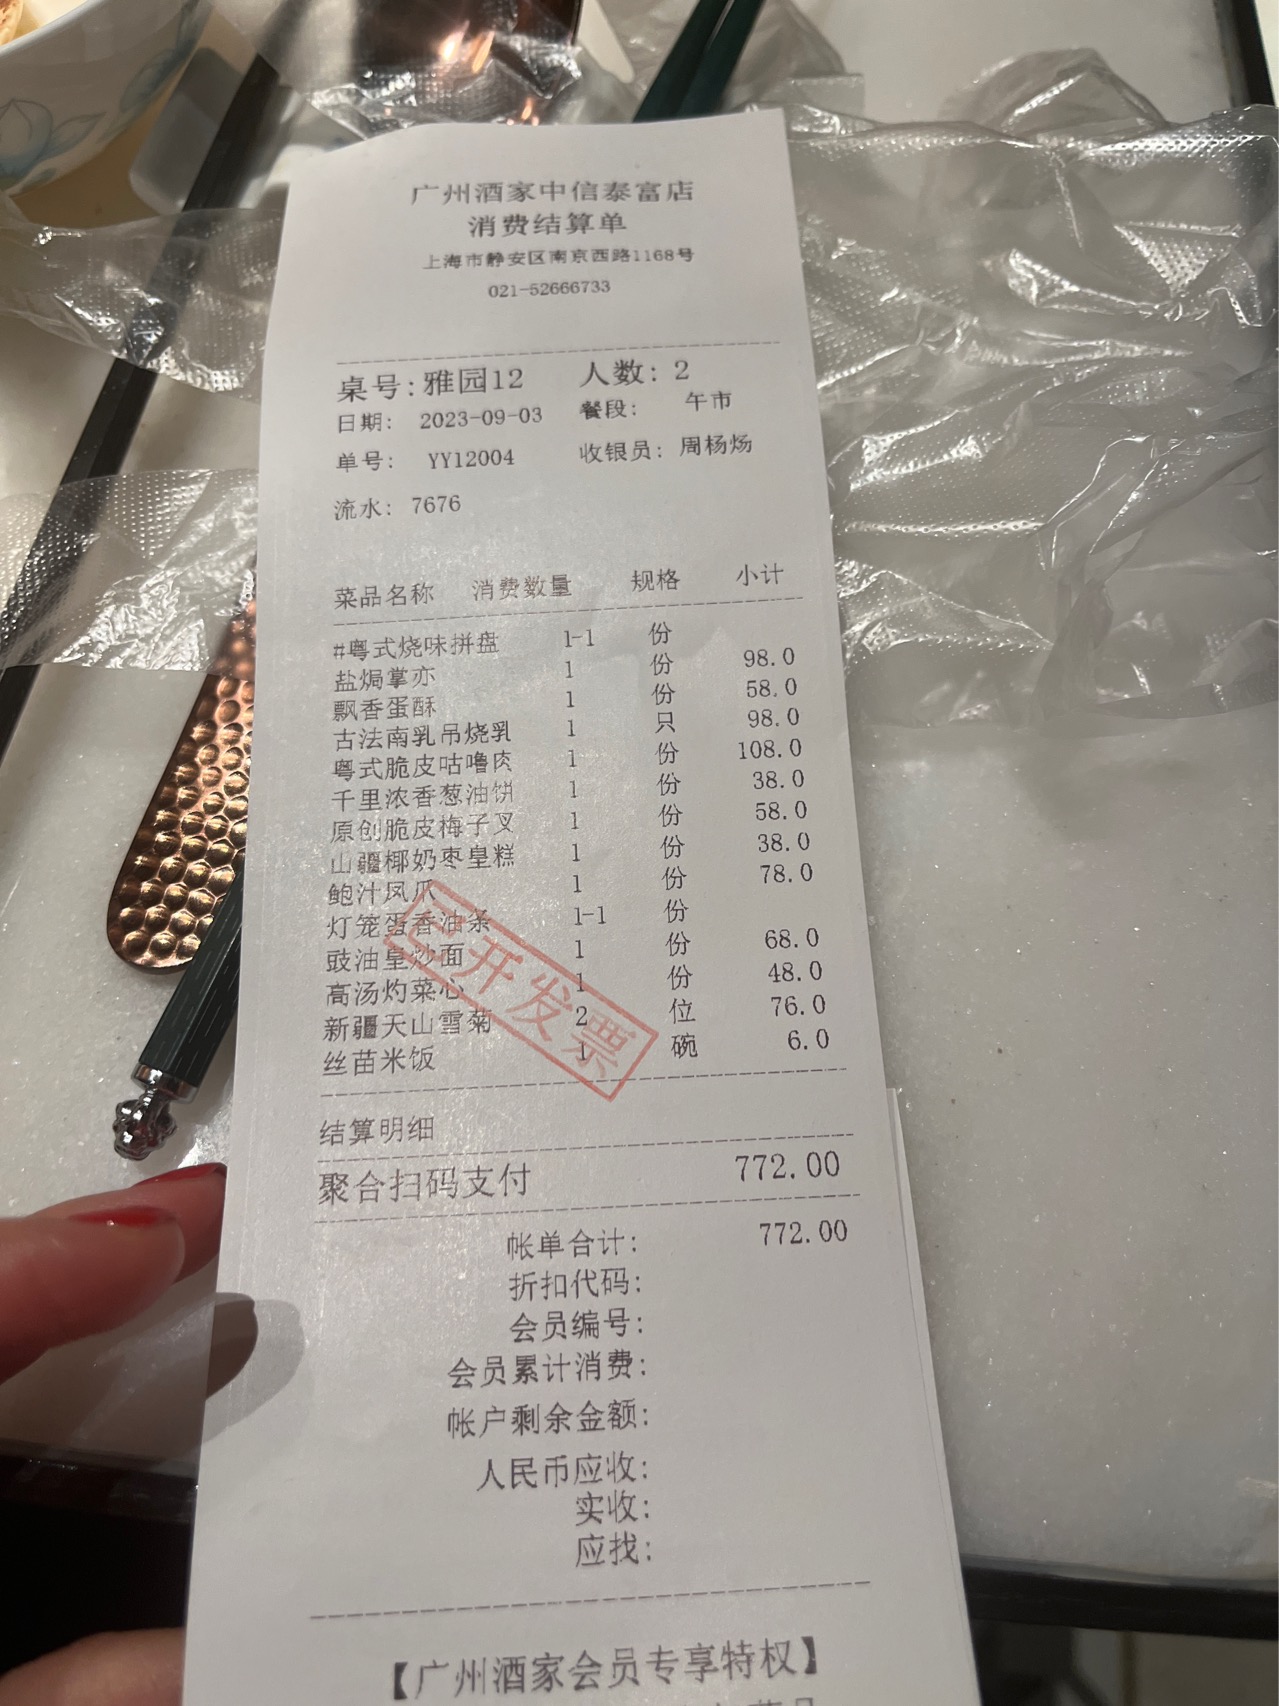 广州酒家中信泰富店
消费结算单
上海市静安区南京西路1168号
021-52666733
桌号:雅园12 人数: 2
日期: 2023-09-03 餐段: 午市
单号: YY12004 收银员: 周杨炀
流水: 7676
菜品名称 消费数量 规格 小计
#粤式烧味拼盘 1-1 份
盐焗掌亦 1 份 98.0
飘香蛋酥 1 份 58.0
古法南乳吊烧乳 1 只 98.0
粤式脆皮咕噜肉 1 份 108.0
千里浓香葱油饼 1 份 38.0
原创脆皮梅子叉 1 份 58.0
山疆椰奶枣皇糕 1 份 38.0
鲍汁凤爪 1 份 78.0
灯笼蛋香油条 1-1 份
豉油皇炒面 1 份 68.0
高汤灼菜心 1 份 48.0
新疆天山雪菊 2 位 76.0
丝苗米饭 1 碗 6.0
已开发票
结算明细
聚合扫码支付 772.00
帐单合计: 772.00
折扣代码:
会员编号:
会员累计消费:
帐户剩余金额:
人民币应收:
实收:
应找:
【广州酒家会员专享特权】